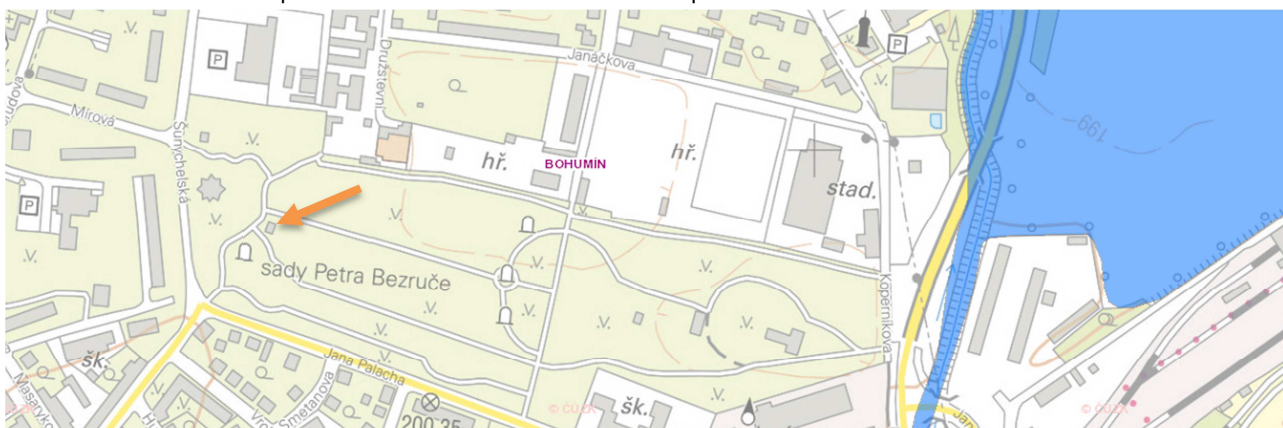 Janáčkova
Družstevní
Mírová
Šunychelská
P
P
P
hř.
BOHUMÍN
hř.
stad.
199
sady Petra Bezruče
Koperníkova
Jana Palacha
šk.
šk.
Smetanova
200,35
© ČÚZK
© ČÚZK